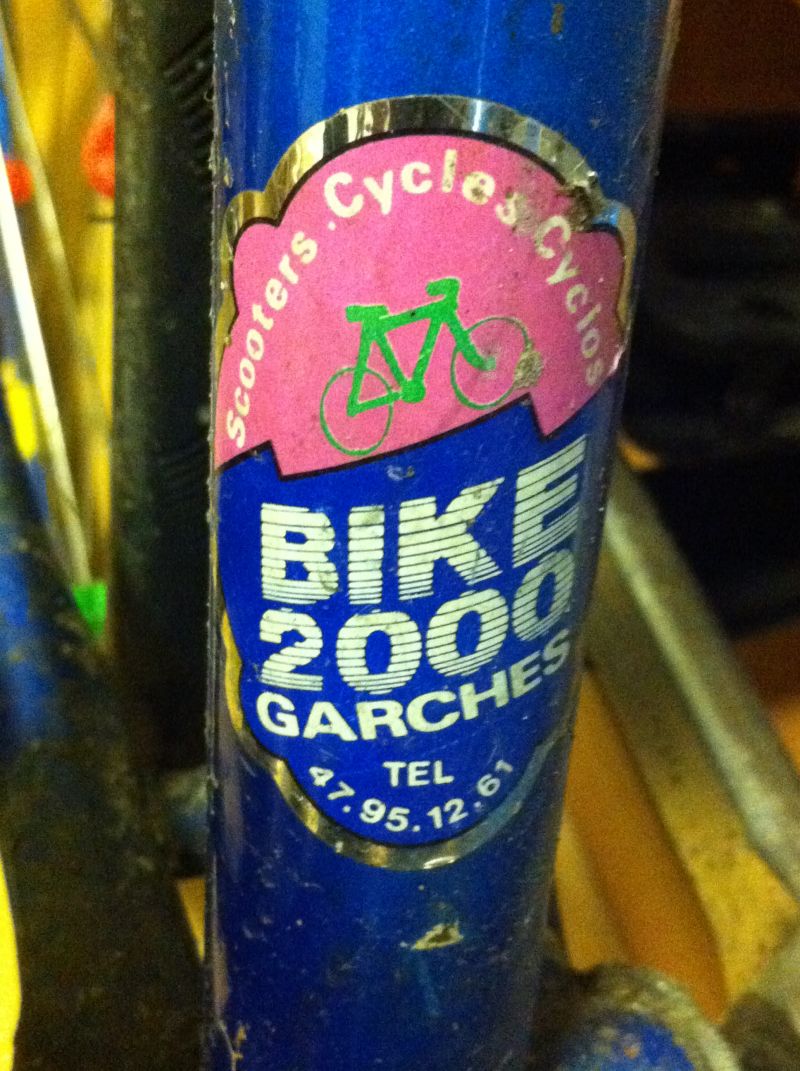 Scooters . Cycles . Cyclos
BIKE
2000
GARCHES
TEL
47.95.12.61